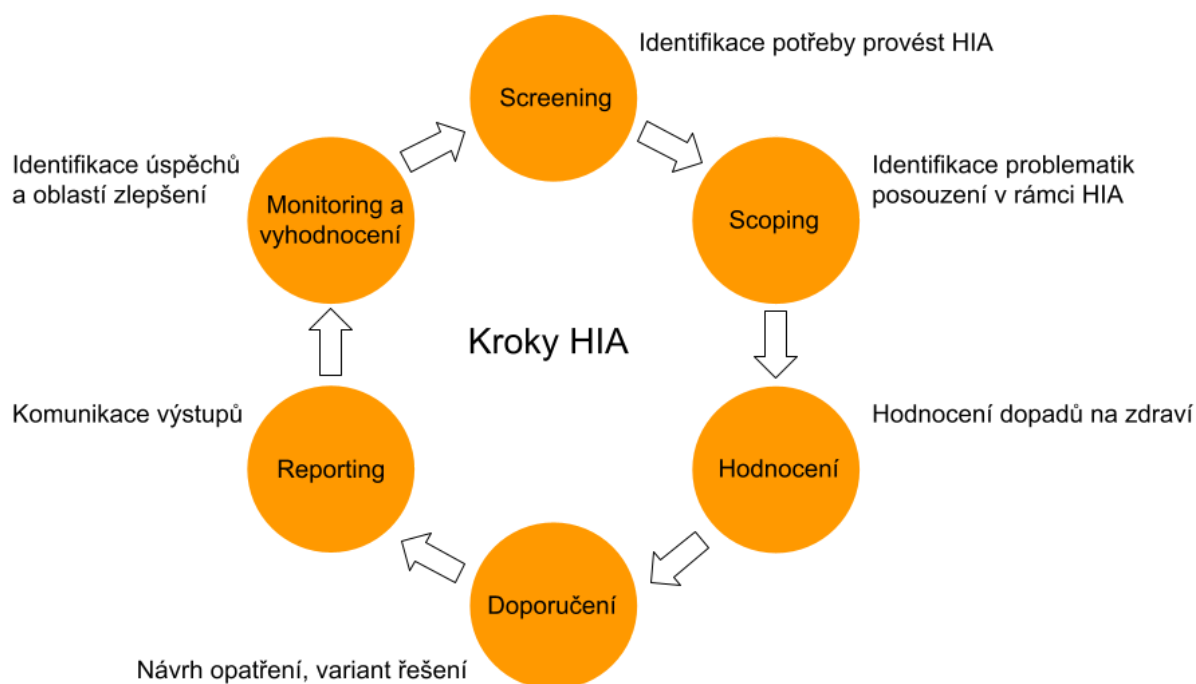 Identifikace potřeby provést HIA
Screening
Identifikace úspěchů
a oblastí zlepšení
Identifikace problematik
posouzení v rámci HIA
Monitoring a
vyhodnocení
Scoping
Kroky HIA
Komunikace výstupů
Hodnocení dopadů na zdraví
Reporting
Hodnocení
Doporučení
Návrh opatření, variant řešení